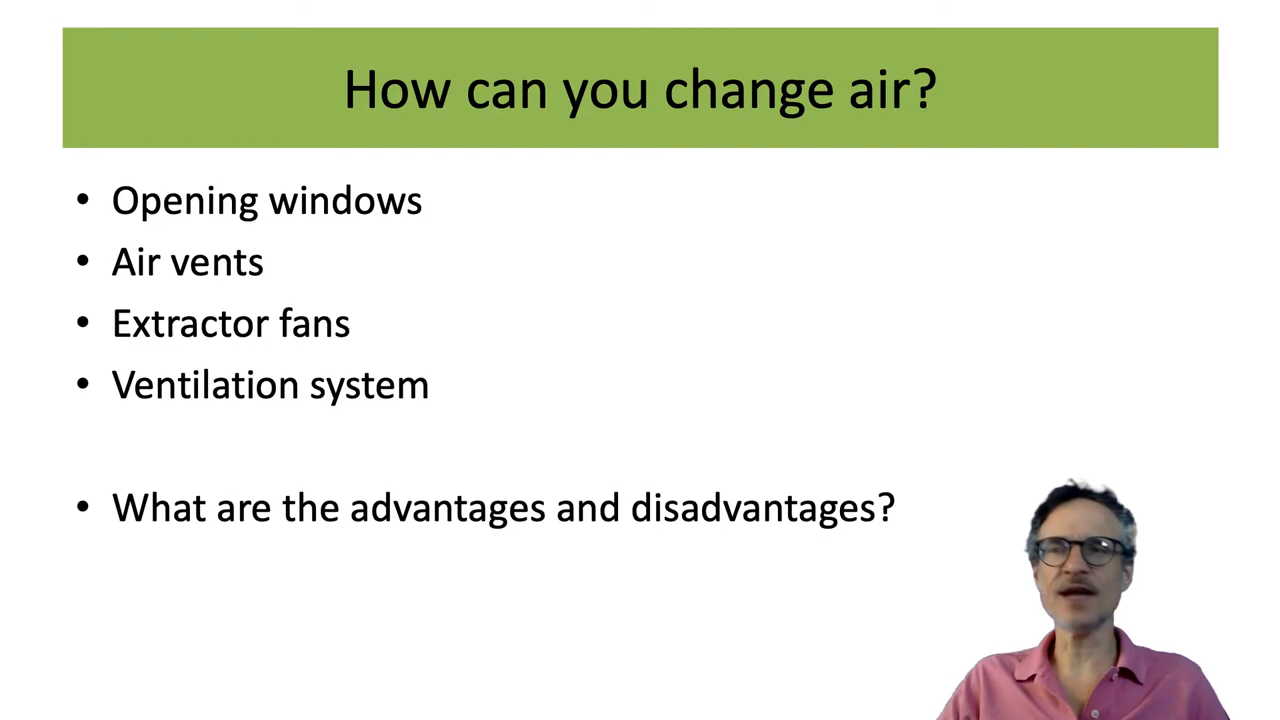 How can you change air?
• Opening windows
• Air vents
• Extractor fans
• Ventilation system
• What are the advantages and disadvantages?